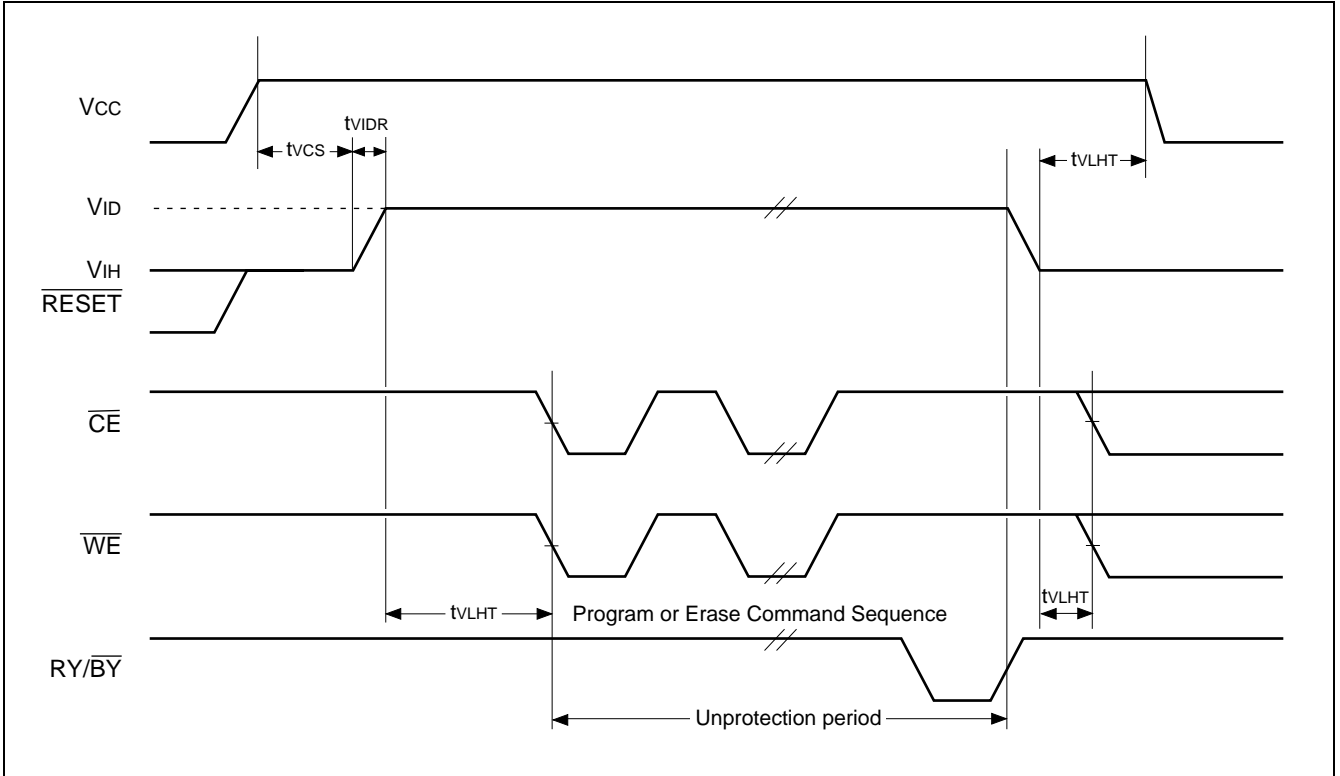 VCC
tVIDR
tVCS
tVLHT
VID
VIH
RESET
CE
WE
tVLHT
Program or Erase Command Sequence
tVLHT
RY/BY
Unprotection period